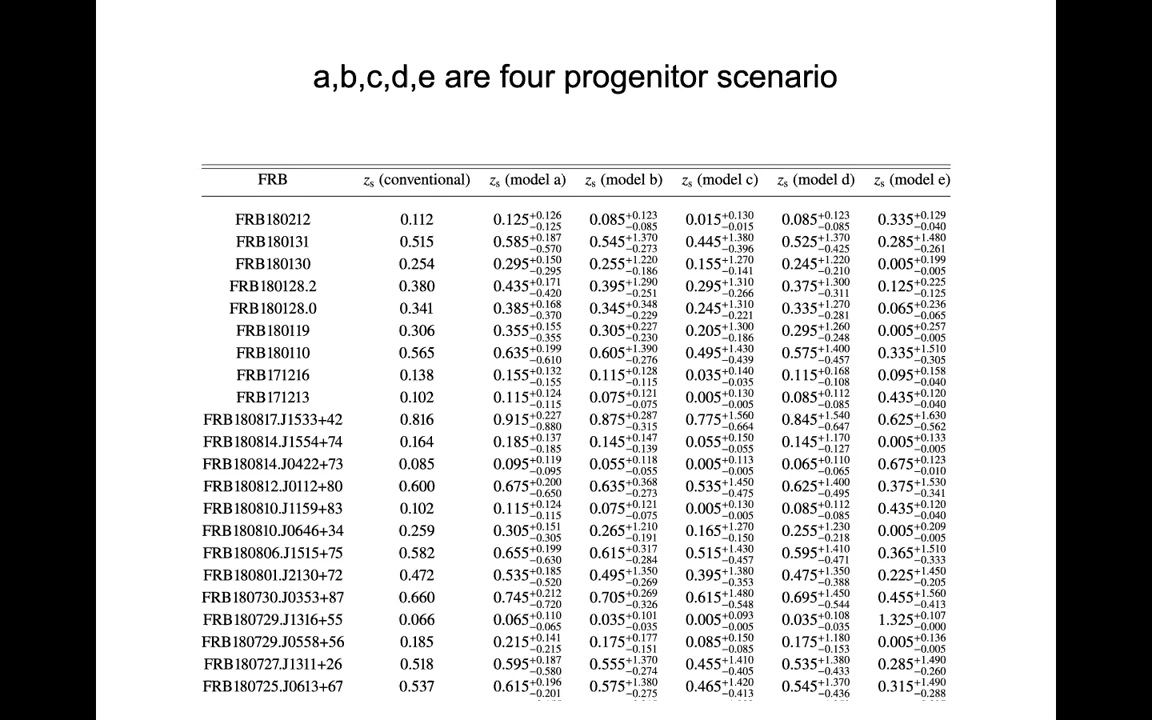 a,b,c,d,e are four progenitor scenario
FRB z_s (conventional) z_s (model a) z_s (model b) z_s (model c) z_s (model d) z_s (model e)
FRB180212 0.112 0.125^{+0.126}_{−0.125} 0.085^{+0.123}_{−0.085} 0.015^{+0.130}_{−0.015} 0.085^{+0.123}_{−0.085} 0.335^{+0.129}_{−0.040}
FRB180131 0.515 0.585^{+0.187}_{−0.570} 0.545^{+1.370}_{−0.273} 0.445^{+1.380}_{−0.396} 0.525^{+1.370}_{−0.425} 0.285^{+1.480}_{−0.261}
FRB180130 0.254 0.295^{+0.150}_{−0.295} 0.255^{+1.220}_{−0.186} 0.155^{+1.270}_{−0.141} 0.245^{+1.220}_{−0.210} 0.005^{+0.199}_{−0.005}
FRB180128.2 0.380 0.435^{+0.171}_{−0.420} 0.395^{+1.290}_{−0.251} 0.295^{+1.310}_{−0.266} 0.375^{+1.300}_{−0.311} 0.125^{+0.225}_{−0.125}
FRB180128.0 0.341 0.385^{+0.168}_{−0.370} 0.345^{+0.348}_{−0.229} 0.245^{+1.310}_{−0.221} 0.335^{+1.270}_{−0.281} 0.065^{+0.236}_{−0.065}
FRB180119 0.306 0.355^{+0.155}_{−0.355} 0.305^{+0.227}_{−0.230} 0.205^{+1.300}_{−0.186} 0.295^{+1.260}_{−0.248} 0.005^{+0.257}_{−0.005}
FRB180110 0.565 0.635^{+0.199}_{−0.610} 0.605^{+1.390}_{−0.276} 0.495^{+1.430}_{−0.439} 0.575^{+1.400}_{−0.457} 0.335^{+1.510}_{−0.305}
FRB171216 0.138 0.155^{+0.132}_{−0.155} 0.115^{+0.128}_{−0.115} 0.035^{+0.140}_{−0.035} 0.115^{+0.168}_{−0.108} 0.095^{+0.158}_{−0.040}
FRB171213 0.102 0.115^{+0.124}_{−0.115} 0.075^{+0.121}_{−0.075} 0.005^{+0.130}_{−0.005} 0.085^{+0.112}_{−0.085} 0.435^{+0.120}_{−0.040}
FRB180817.J1533+42 0.816 0.915^{+0.227}_{−0.880} 0.875^{+0.287}_{−0.315} 0.775^{+1.560}_{−0.664} 0.845^{+1.540}_{−0.647} 0.625^{+1.630}_{−0.562}
FRB180814.J1554+74 0.164 0.185^{+0.137}_{−0.185} 0.145^{+0.147}_{−0.139} 0.055^{+0.150}_{−0.055} 0.145^{+1.170}_{−0.127} 0.005^{+0.133}_{−0.005}
FRB180814.J0422+73 0.085 0.095^{+0.119}_{−0.095} 0.055^{+0.118}_{−0.055} 0.005^{+0.113}_{−0.005} 0.065^{+0.110}_{−0.065} 0.675^{+0.123}_{−0.010}
FRB180812.J0112+80 0.600 0.675^{+0.200}_{−0.650} 0.635^{+0.368}_{−0.273} 0.535^{+1.450}_{−0.475} 0.625^{+1.400}_{−0.495} 0.375^{+1.530}_{−0.341}
FRB180810.J1159+83 0.102 0.115^{+0.124}_{−0.115} 0.075^{+0.121}_{−0.075} 0.005^{+0.130}_{−0.005} 0.085^{+0.112}_{−0.085} 0.435^{+0.120}_{−0.040}
FRB180810.J0646+34 0.259 0.305^{+0.151}_{−0.305} 0.265^{+1.210}_{−0.191} 0.165^{+1.270}_{−0.150} 0.255^{+1.230}_{−0.218} 0.005^{+0.209}_{−0.005}
FRB180806.J1515+75 0.582 0.655^{+0.199}_{−0.630} 0.615^{+0.317}_{−0.284} 0.515^{+1.430}_{−0.457} 0.595^{+1.410}_{−0.471} 0.365^{+1.510}_{−0.333}
FRB180801.J2130+72 0.472 0.535^{+0.185}_{−0.520} 0.495^{+1.350}_{−0.269} 0.395^{+1.380}_{−0.353} 0.475^{+1.350}_{−0.388} 0.225^{+1.450}_{−0.205}
FRB180730.J0353+87 0.660 0.745^{+0.212}_{−0.720} 0.705^{+0.269}_{−0.326} 0.615^{+1.480}_{−0.548} 0.695^{+1.450}_{−0.544} 0.455^{+1.560}_{−0.413}
FRB180729.J1316+55 0.066 0.065^{+0.110}_{−0.065} 0.035^{+0.101}_{−0.035} 0.005^{+0.093}_{−0.005} 0.035^{+0.108}_{−0.035} 1.325^{+0.107}_{−0.000}
FRB180729.J0558+56 0.185 0.215^{+0.141}_{−0.215} 0.175^{+0.177}_{−0.151} 0.085^{+0.150}_{−0.085} 0.175^{+1.180}_{−0.153} 0.005^{+0.136}_{−0.005}
FRB180727.J1311+26 0.518 0.595^{+0.187}_{−0.580} 0.555^{+1.370}_{−0.274} 0.455^{+1.410}_{−0.405} 0.535^{+1.380}_{−0.433} 0.285^{+1.490}_{−0.260}
FRB180725.J0613+67 0.537 0.615^{+0.196}_{−0.201} 0.575^{+1.380}_{−0.275} 0.465^{+1.420}_{−0.413} 0.545^{+1.370}_{−0.436} 0.315^{+1.490}_{−0.288}